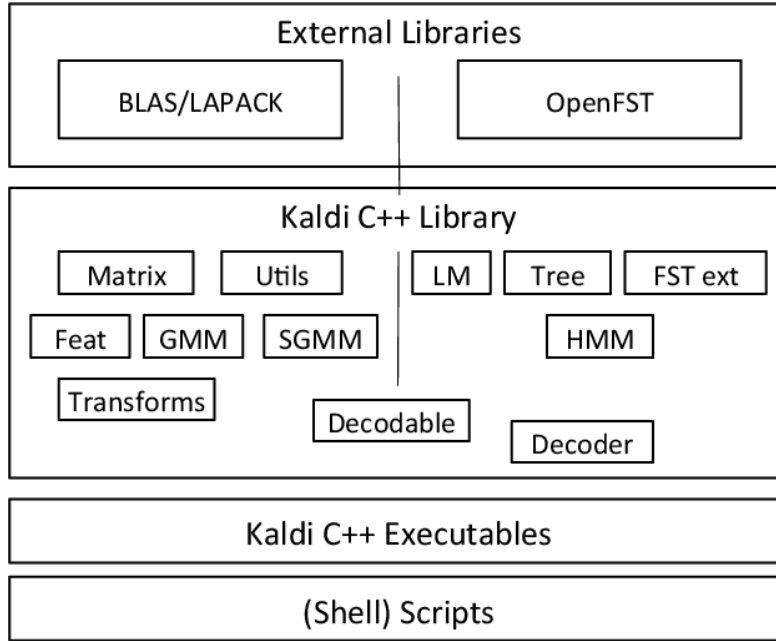 External Libraries
BLAS/LAPACK
OpenFST
Kaldi C++ Library
Matrix
Utils
LM
Tree
FST ext
Feat
GMM
SGMM
HMM
Transforms
Decodable
Decoder
Kaldi C++ Executables
(Shell) Scripts